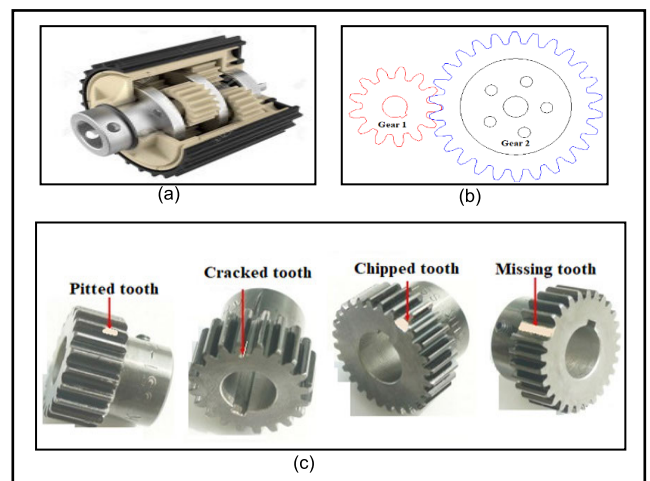 (a)
Gear 1
Gear 2
(b)
Pitted tooth
Cracked tooth
Chipped tooth
Missing tooth
(c)